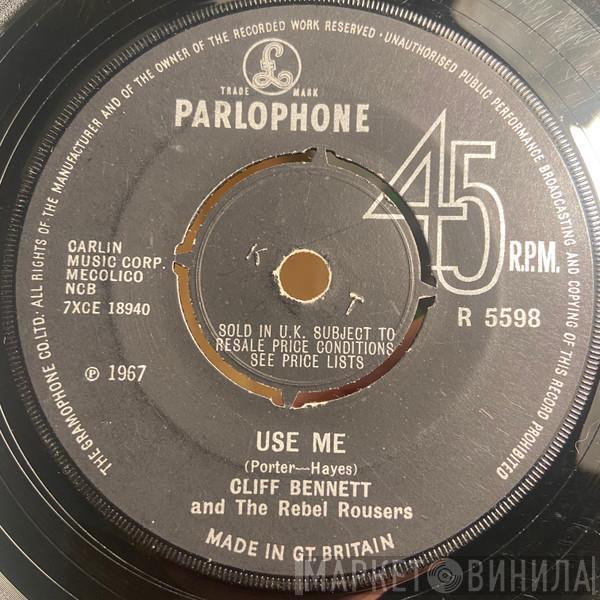 THE GRAMOPHONE CO. LTD. ALL RIGHTS OF THE MANUFACTURER AND OF THE OWNER OF THE RECORDED WORK RESERVED · UNAUTHORISED PUBLIC PERFORMANCE BROADCASTING AND COPYING OF THIS RECORD PROHIBITED
£
TRADE MARK
PARLOPHONE
45
R.P.M.
CARLIN
MUSIC CORP.
MECOLICO
NCB
7XCE 18940
K T
R 5598
SOLD IN U.K. SUBJECT TO
RESALE PRICE CONDITIONS
SEE PRICE LISTS
℗ 1967
USE ME
(Porter—Hayes)
CLIFF BENNETT
and The Rebel Rousers
MADE IN GT. BRITAIN
МАРКЕТ ВИНИЛА